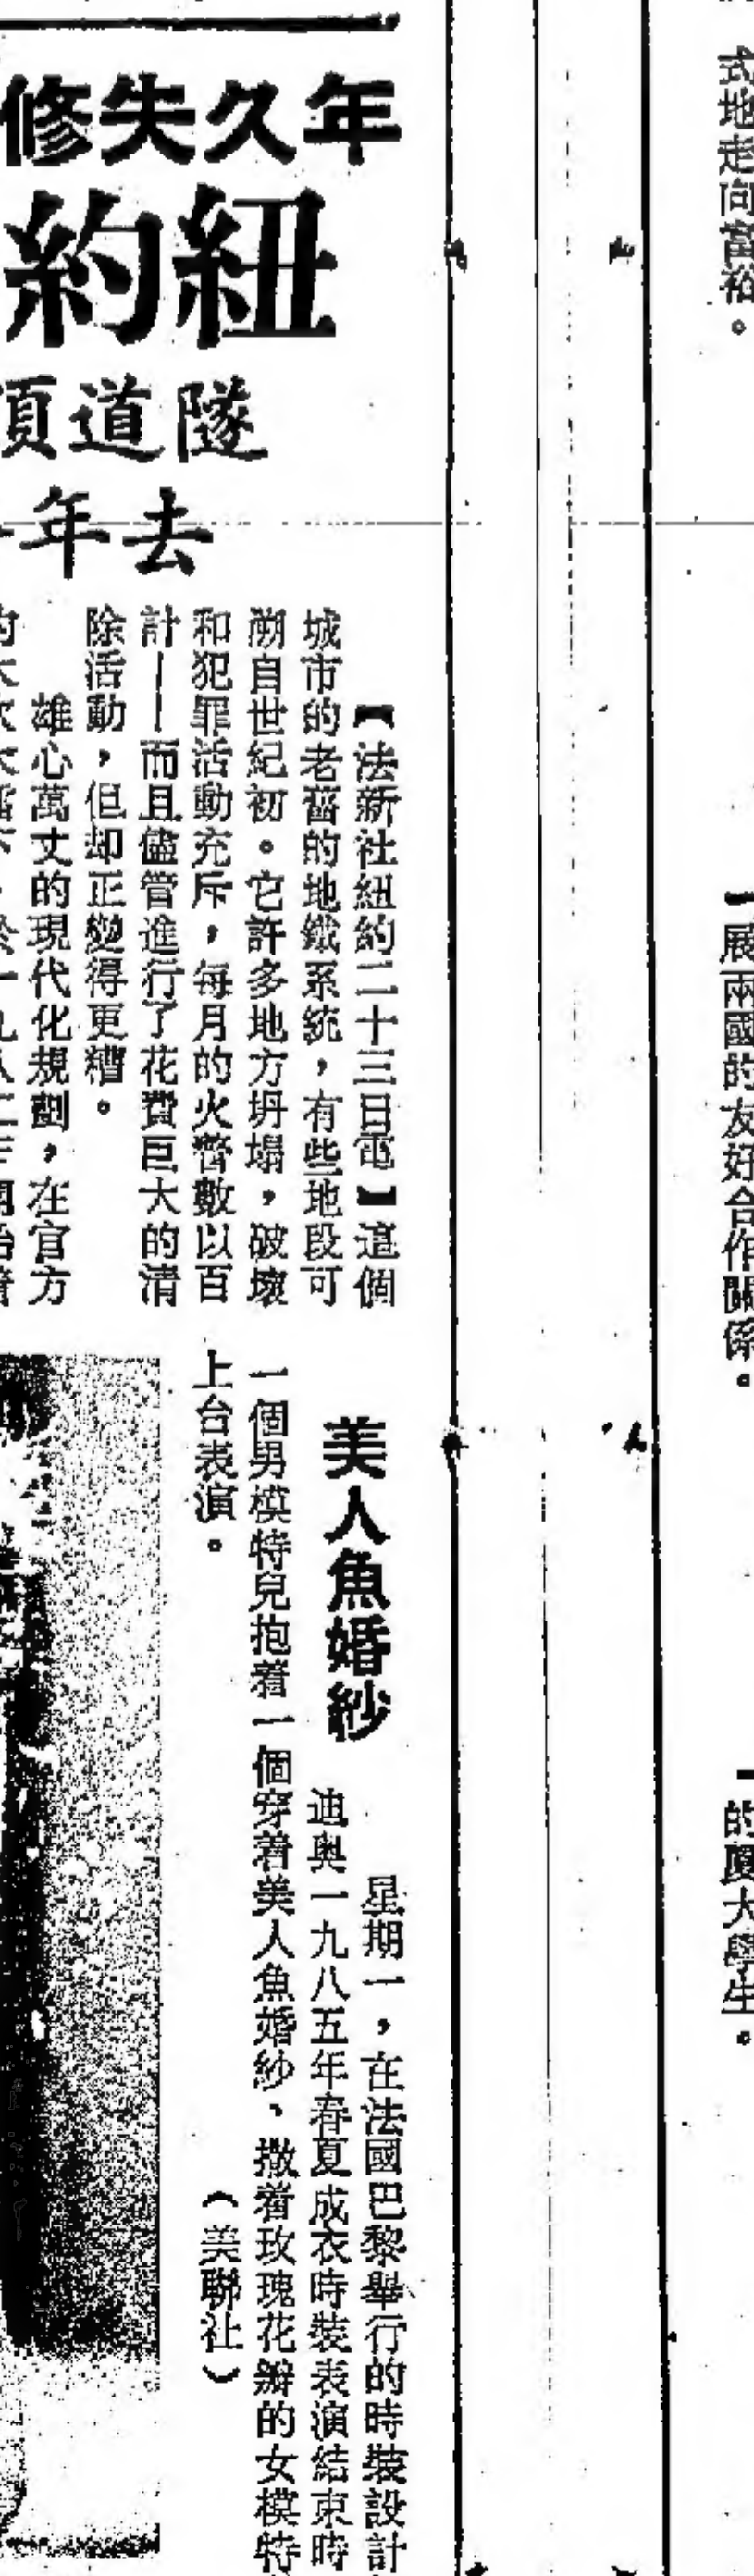 式地走向富裕。
展兩國的友好合作關係。
的廈大學生。
年久失修
紐約
隧道頂
去年
【法新社紐約二十三日電】這個
城市的老舊的地鐵系統，有些地段可
溯自世紀初。它許多地方坍塌，破壞
和犯罪活動充斥，每月的火警數以百
計——而且儘管進行了花費巨大的清
除活動，但却正變得更糟。
雄心萬丈的現代化規劃，在官方
美人魚婚紗
星期一，在法國巴黎舉行的時裝設計
迪奧一九八五年春夏成衣時裝表演結束時
一個男模特兒抱着一個穿着美人魚婚紗、撒着玫瑰花瓣的女模特
上台表演。
（美聯社）